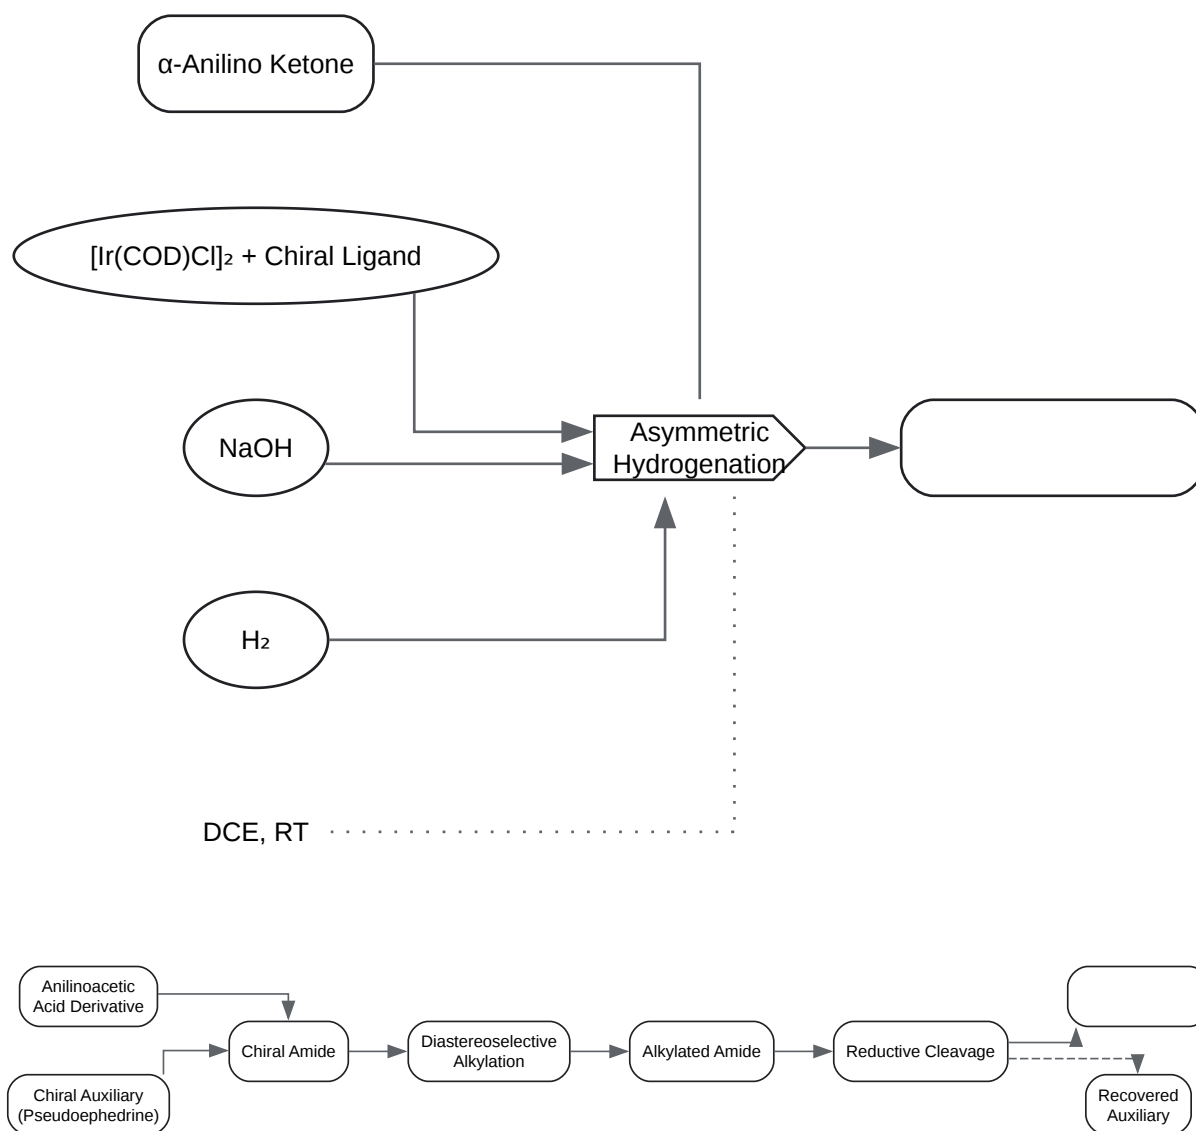 α-Anilino Ketone
[Ir(COD)Cl]₂ + Chiral Ligand
NaOH
Asymmetric
Hydrogenation
H₂
DCE, RT
Anilinoacetic
Acid Derivative
Chiral Auxiliary
(Pseudoephedrine)
Chiral Amide
Diastereoselective
Alkylation
Alkylated Amide
Reductive Cleavage
Recovered
Auxiliary